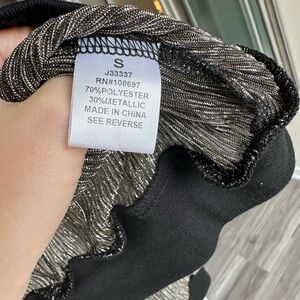 S
J33337
RN#108697
70%POLYESTER
30%METALLIC
MADE IN CHINA
SEE REVERSE